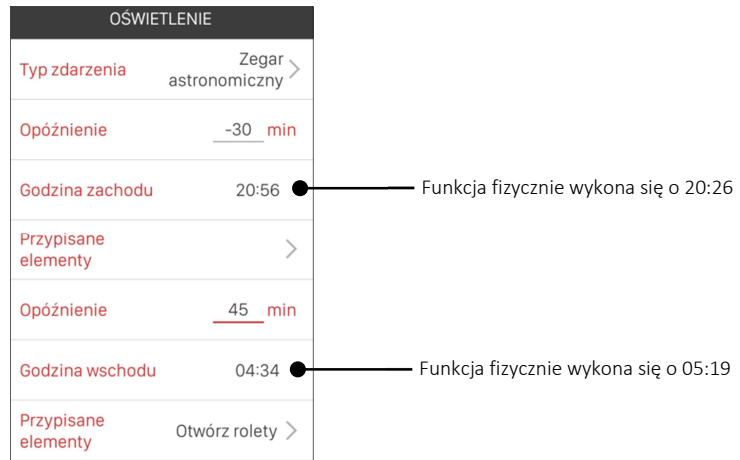 OŚWIETLENIE
Typ zdarzenia
Zegar
astronomiczny
Opóźnienie -30 min
Godzina zachodu 20:56
Funkcja fizycznie wykona się o 20:26
Przypisane
elementy
Opóźnienie 45 min
Godzina wschodu 04:34
Funkcja fizycznie wykona się o 05:19
Przypisane
elementy
Otwórz rolety